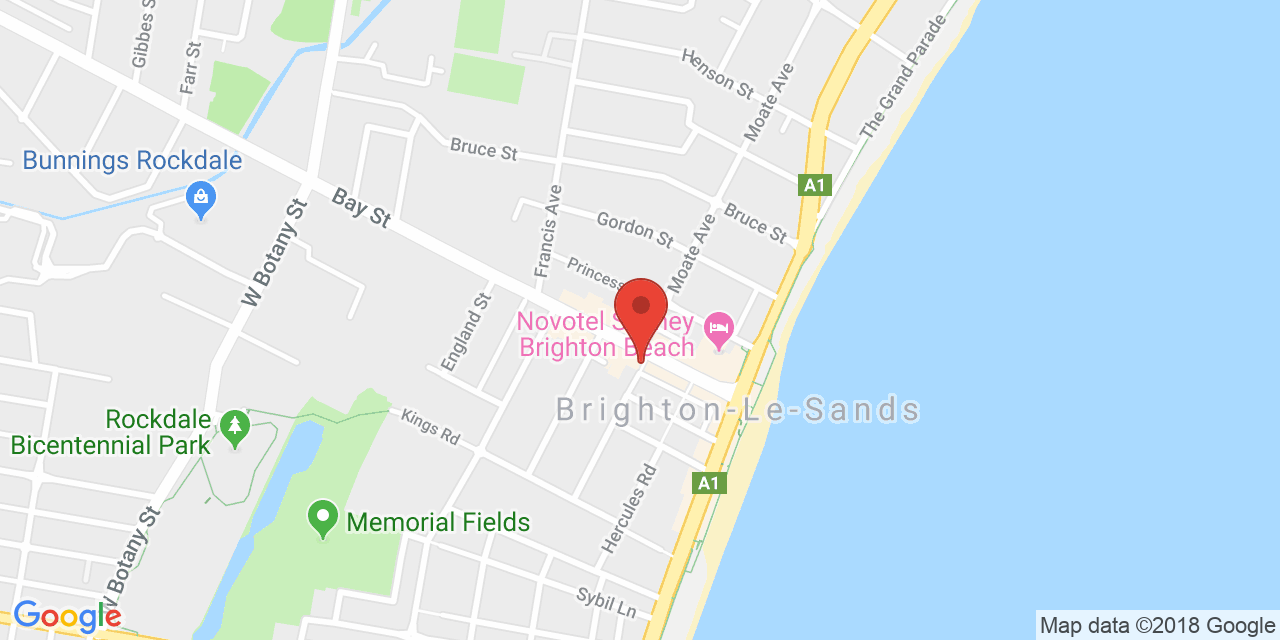 Gibbes S
Farr St
Henson St
Moate Ave
The Grand Parade
Bruce St
Bunnings Rockdale
A1
Bay St
Francis Ave
Gordon St
Moate Ave
Bruce St
W Botany St
Princess
England St
Novotel S ney
Brighton Beach
Brighton-Le-Sands
Rockdale
Bicentennial Park
Kings Rd
A1
Hercules Rd
Memorial Fields
W Botany St
Sybil Ln
Google
Map data ©2018 Google